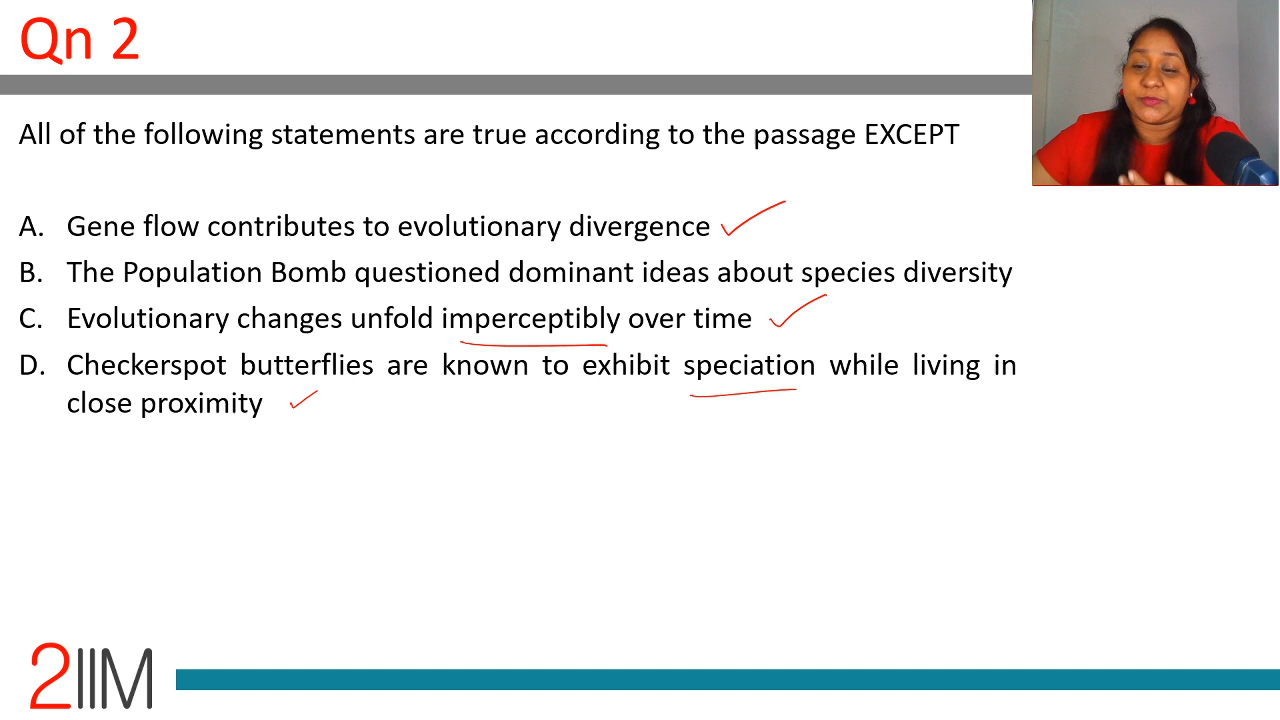 Qn 2
All of the following statements are true according to the passage EXCEPT
A. Gene flow contributes to evolutionary divergence
B. The Population Bomb questioned dominant ideas about species diversity
C. Evolutionary changes unfold imperceptibly over time
D. Checkerspot butterflies are known to exhibit speciation while living in
close proximity
2IIM